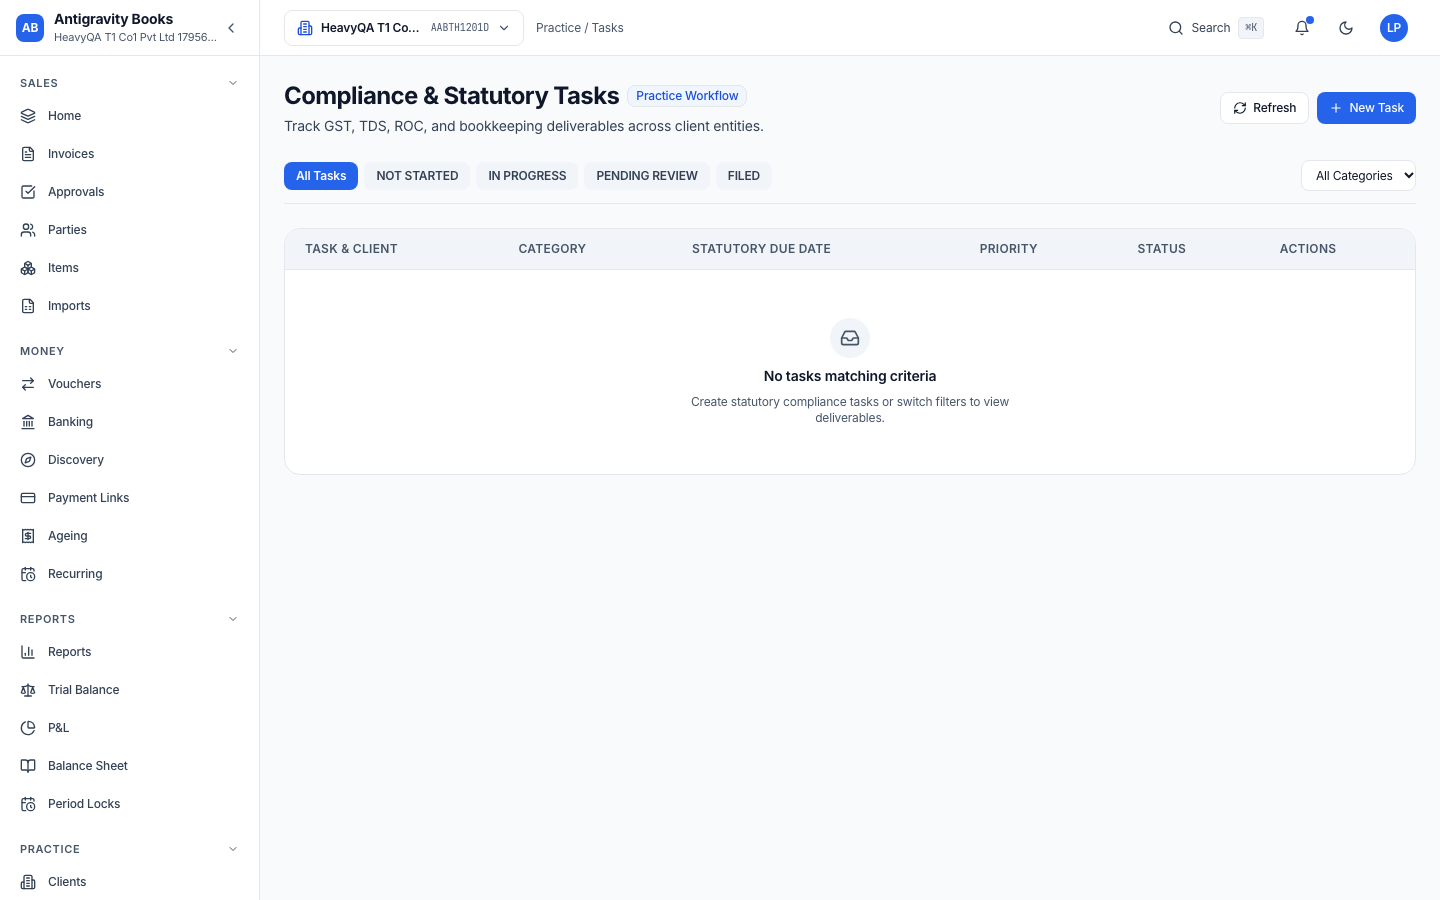 AB
Antigravity Books
HeavyQA T1 Co1 Pvt Ltd 17956...
SALES
Home
Invoices
Approvals
Parties
Items
Imports
MONEY
Vouchers
Banking
Discovery
Payment Links
Ageing
Recurring
REPORTS
Reports
Trial Balance
P&L
Balance Sheet
Period Locks
PRACTICE
Clients
HeavyQA T1 Co... AABTH1201D
Practice / Tasks
Search ⌘K
LP
Compliance & Statutory Tasks Practice Workflow
Track GST, TDS, ROC, and bookkeeping deliverables across client entities.
Refresh
New Task
All Tasks NOT STARTED IN PROGRESS PENDING REVIEW FILED
All Categories
TASK & CLIENT CATEGORY STATUTORY DUE DATE PRIORITY STATUS ACTIONS
No tasks matching criteria
Create statutory compliance tasks or switch filters to view
deliverables.